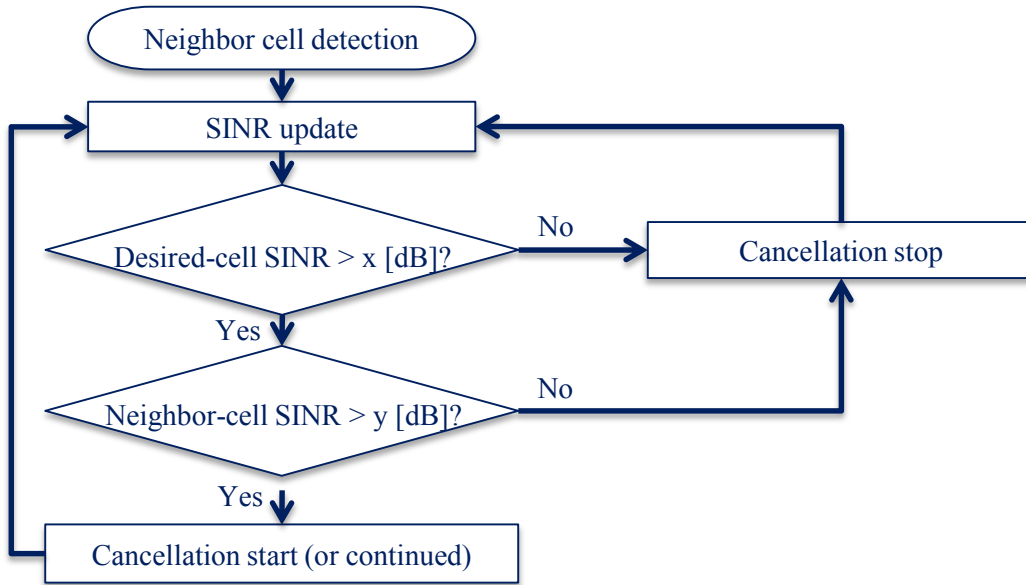 Neighbor cell detection
SINR update
Desired-cell SINR > x [dB]?
No
Cancellation stop
Yes
Neighbor-cell SINR > y [dB]?
No
Yes
Cancellation start (or continued)